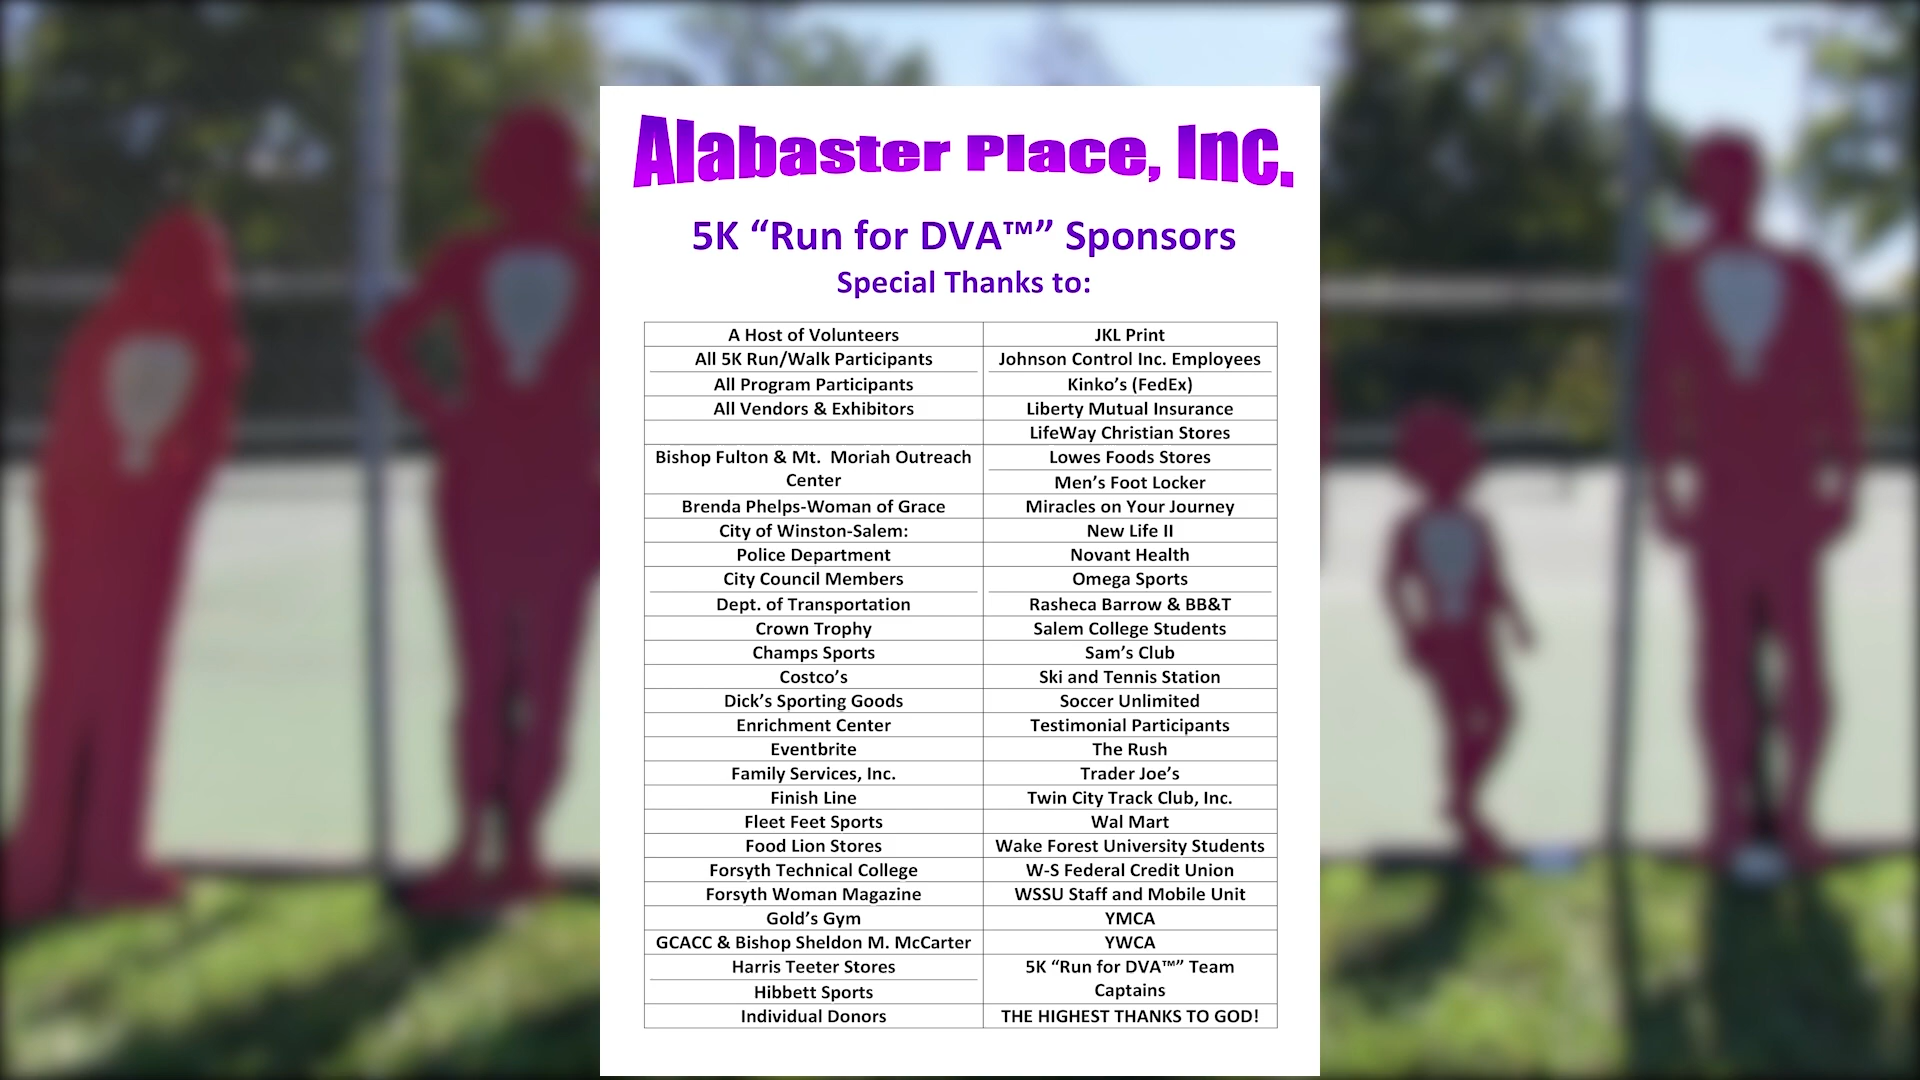 Alabaster Place, Inc.
5K “Run for DVA™” Sponsors
Special Thanks to:
A Host of Volunteers
All 5K Run/Walk Participants
All Program Participants
All Vendors & Exhibitors
Bishop Fulton & Mt. Moriah Outreach
Center
Brenda Phelps-Woman of Grace
City of Winston-Salem:
Police Department
City Council Members
Dept. of Transportation
Crown Trophy
Champs Sports
Costco’s
Dick’s Sporting Goods
Enrichment Center
Eventbrite
Family Services, Inc.
Finish Line
Fleet Feet Sports
Food Lion Stores
Forsyth Technical College
Forsyth Woman Magazine
Gold’s Gym
GCACC & Bishop Sheldon M. McCarter
Harris Teeter Stores
Hibbett Sports
Individual Donors
JKL Print
Johnson Control Inc. Employees
Kinko’s (FedEx)
Liberty Mutual Insurance
LifeWay Christian Stores
Lowes Foods Stores
Men’s Foot Locker
Miracles on Your Journey
New Life II
Novant Health
Omega Sports
Rasheca Barrow & BB&T
Salem College Students
Sam’s Club
Ski and Tennis Station
Soccer Unlimited
Testimonial Participants
The Rush
Trader Joe’s
Twin City Track Club, Inc.
Wal Mart
Wake Forest University Students
W-S Federal Credit Union
WSSU Staff and Mobile Unit
YMCA
YWCA
5K “Run for DVA™” Team
Captains
THE HIGHEST THANKS TO GOD!